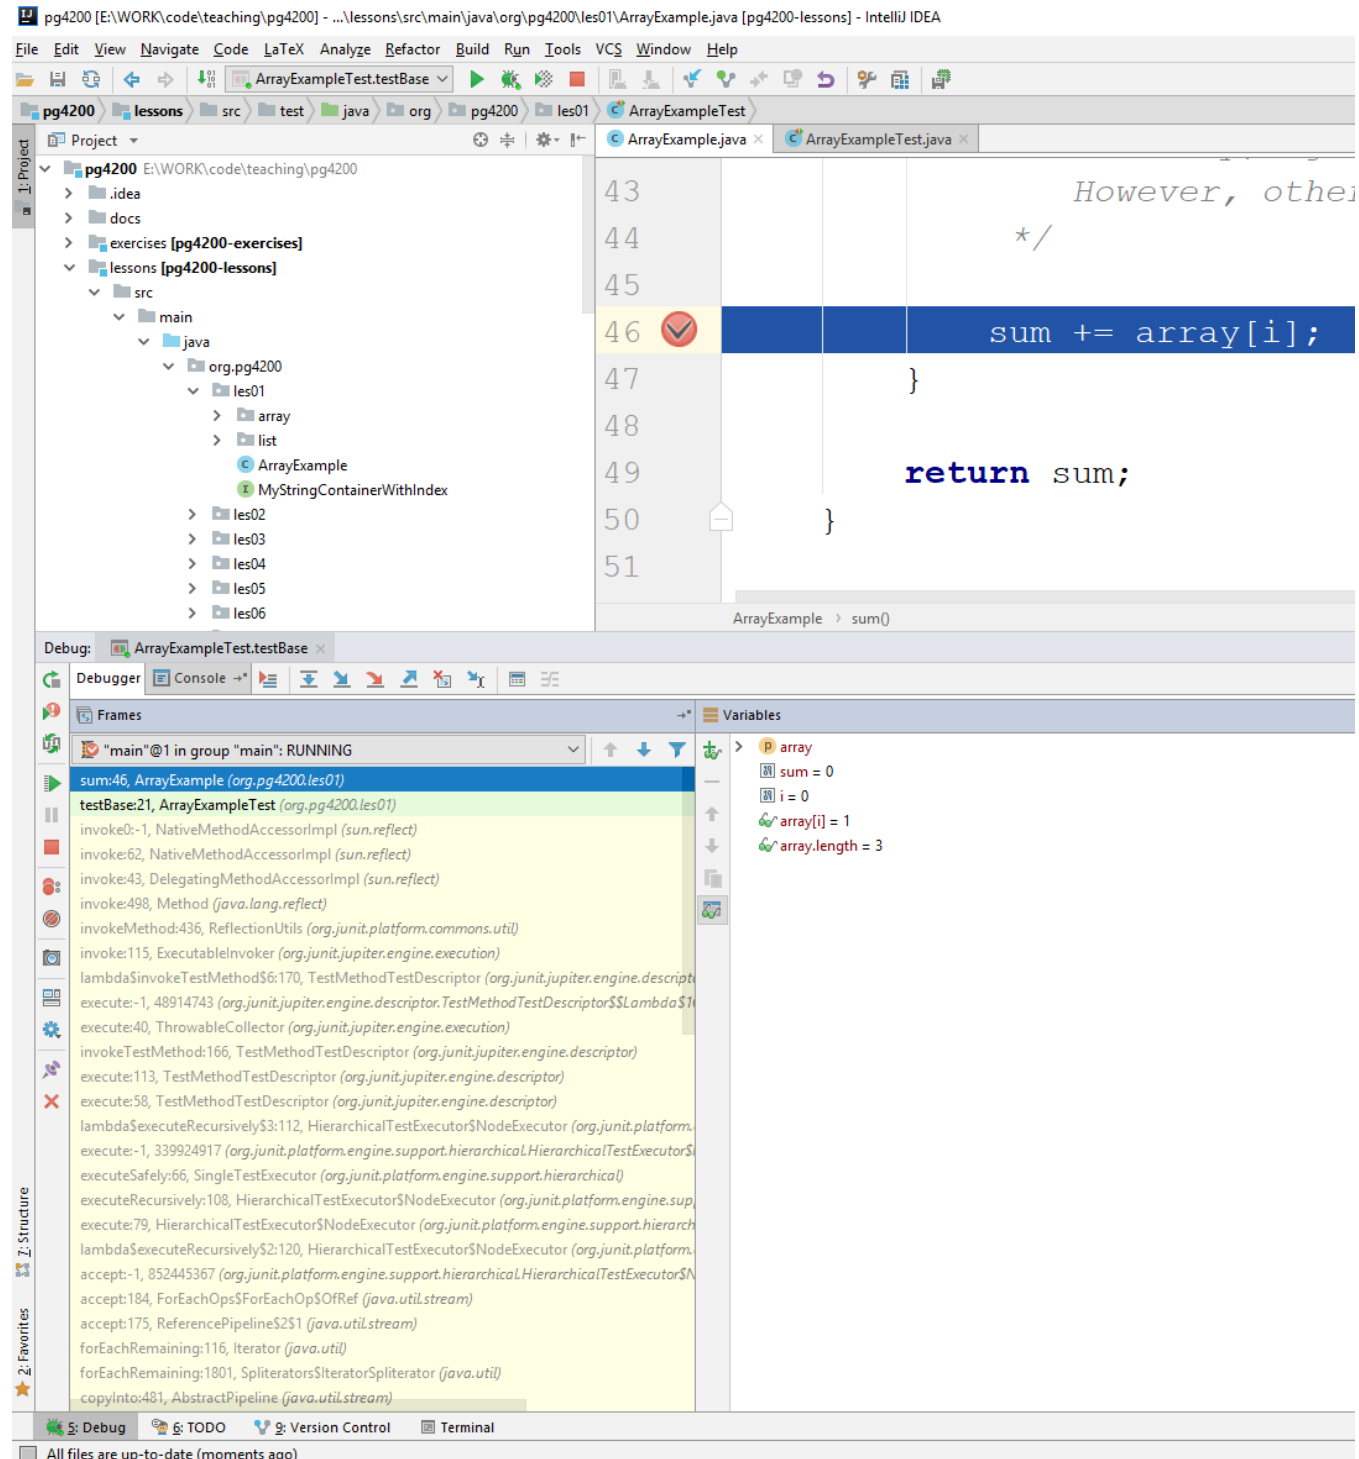 pg4200 [E:\WORK\code\teaching\pg4200] - ...\lessons\src\main\java\org\pg4200\les01\ArrayExample.java [pg4200-lessons] - IntelliJ IDEA
File Edit View Navigate Code LaTeX Analyze Refactor Build Run Tools VCS Window Help
ArrayExampleTest.testBase
pg4200 lessons src test java org pg4200 les01 ArrayExampleTest
1: Project
Project
ArrayExample.java
ArrayExampleTest.java
pg4200 E:\WORK\code\teaching\pg4200
.idea
docs
exercises [pg4200-exercises]
lessons [pg4200-lessons]
src
main
java
org.pg4200
les01
array
list
ArrayExample
MyStringContainerWithIndex
les02
les03
les04
les05
les06
43 However, other
44 */
45
46 sum += array[i];
47 }
48
49 return sum;
50 }
51
ArrayExample > sum()
Debug: ArrayExampleTest.testBase
Debugger Console
Frames
"main"@1 in group "main": RUNNING
sum:46, ArrayExample (org.pg4200.les01)
testBase:21, ArrayExampleTest (org.pg4200.les01)
invoke0:-1, NativeMethodAccessorImpl (sun.reflect)
invoke:62, NativeMethodAccessorImpl (sun.reflect)
invoke:43, DelegatingMethodAccessorImpl (sun.reflect)
invoke:498, Method (java.lang.reflect)
invokeMethod:436, ReflectionUtils (org.junit.platform.commons.util)
invoke:115, ExecutableInvoker (org.junit.jupiter.engine.execution)
lambda$invokeTestMethod$6:170, TestMethodTestDescriptor (org.junit.jupiter.engine.descript
execute:-1, 48914743 (org.junit.jupiter.engine.descriptor.TestMethodTestDescriptor$$Lambda$1
execute:40, ThrowableCollector (org.junit.jupiter.engine.execution)
invokeTestMethod:166, TestMethodTestDescriptor (org.junit.jupiter.engine.descriptor)
execute:113, TestMethodTestDescriptor (org.junit.jupiter.engine.descriptor)
execute:58, TestMethodTestDescriptor (org.junit.jupiter.engine.descriptor)
lambda$executeRecursively$3:112, HierarchicalTestExecutor$NodeExecutor (org.junit.platform.
execute:-1, 339924917 (org.junit.platform.engine.support.hierarchical.HierarchicalTestExecutor$
executeSafely:66, SingleTestExecutor (org.junit.platform.engine.support.hierarchical)
executeRecursively:108, HierarchicalTestExecutor$NodeExecutor (org.junit.platform.engine.sup
execute:79, HierarchicalTestExecutor$NodeExecutor (org.junit.platform.engine.support.hierarch
lambda$executeRecursively$2:120, HierarchicalTestExecutor$NodeExecutor (org.junit.platform.
accept:-1, 852445367 (org.junit.platform.engine.support.hierarchical.HierarchicalTestExecutor$N
accept:184, ForEachOps$ForEachOp$OfRef (java.util.stream)
accept:175, ReferencePipeline$2$1 (java.util.stream)
forEachRemaining:116, Iterator (java.util)
forEachRemaining:1801, Spliterators$IteratorSpliterator (java.util)
copyInto:481, AbstractPipeline (java.util.stream)
Variables
array
sum = 0
i = 0
array[i] = 1
array.length = 3
7: Structure
2: Favorites
5: Debug 6: TODO 9: Version Control Terminal
All files are up-to-date (moments ago)